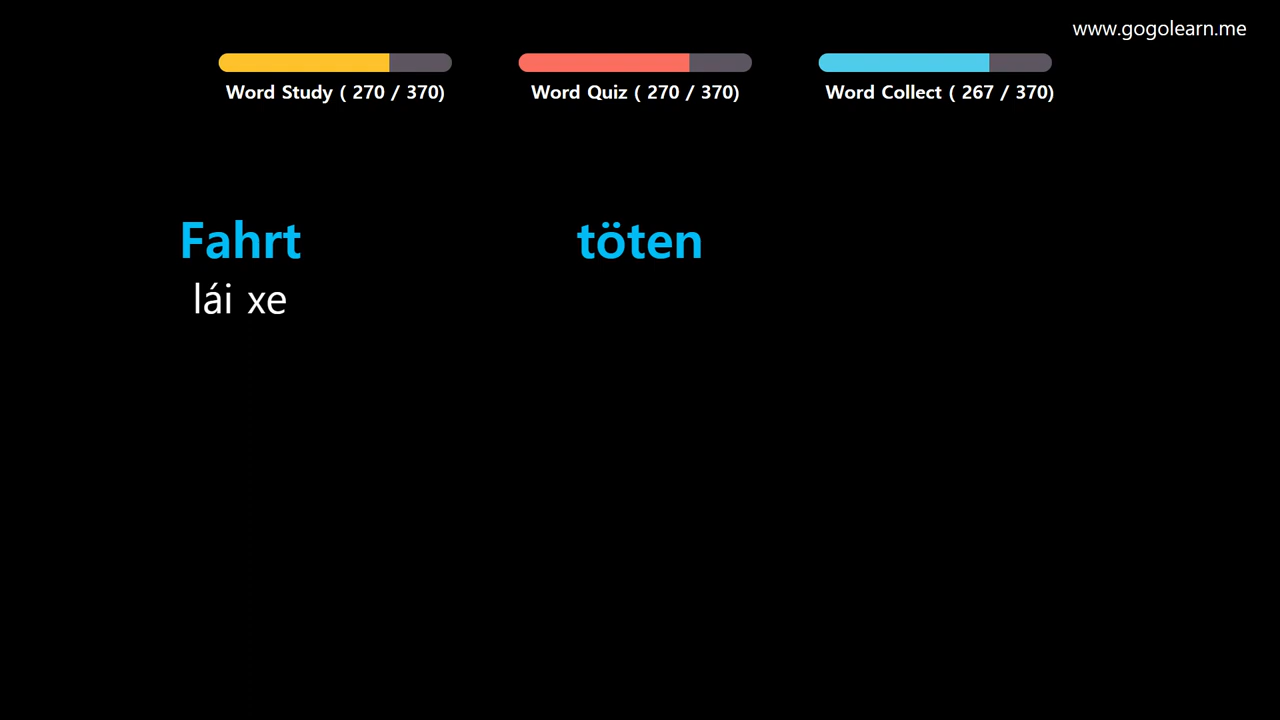 www.gogolearn.me
Word Study ( 270 / 370)
Word Quiz ( 270 / 370)
Word Collect ( 267 / 370)
Fahrt
lái xe
töten